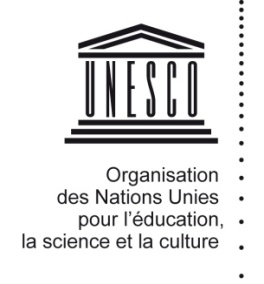 UNESCO
Organisation
des Nations Unies
pour l'éducation,
la science et la culture